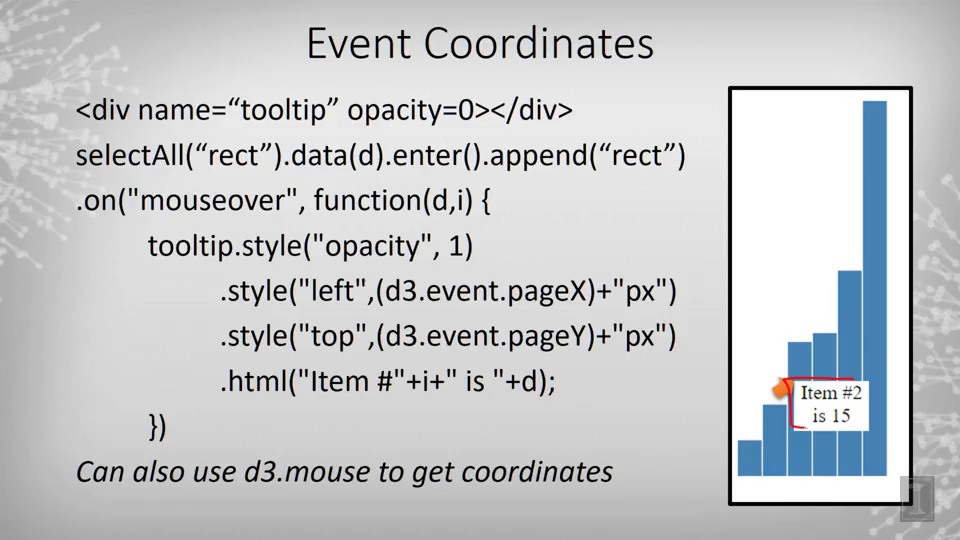 Event Coordinates
<div name=“tooltip” opacity=0></div>
selectAll(“rect”).data(d).enter().append(“rect”)
.on("mouseover", function(d,i) {
tooltip.style("opacity", 1)
.style("left",(d3.event.pageX)+"px")
.style("top",(d3.event.pageY)+"px")
.html("Item #"+i+" is "+d);
})
Can also use d3.mouse to get coordinates
Item #2
is 15
I